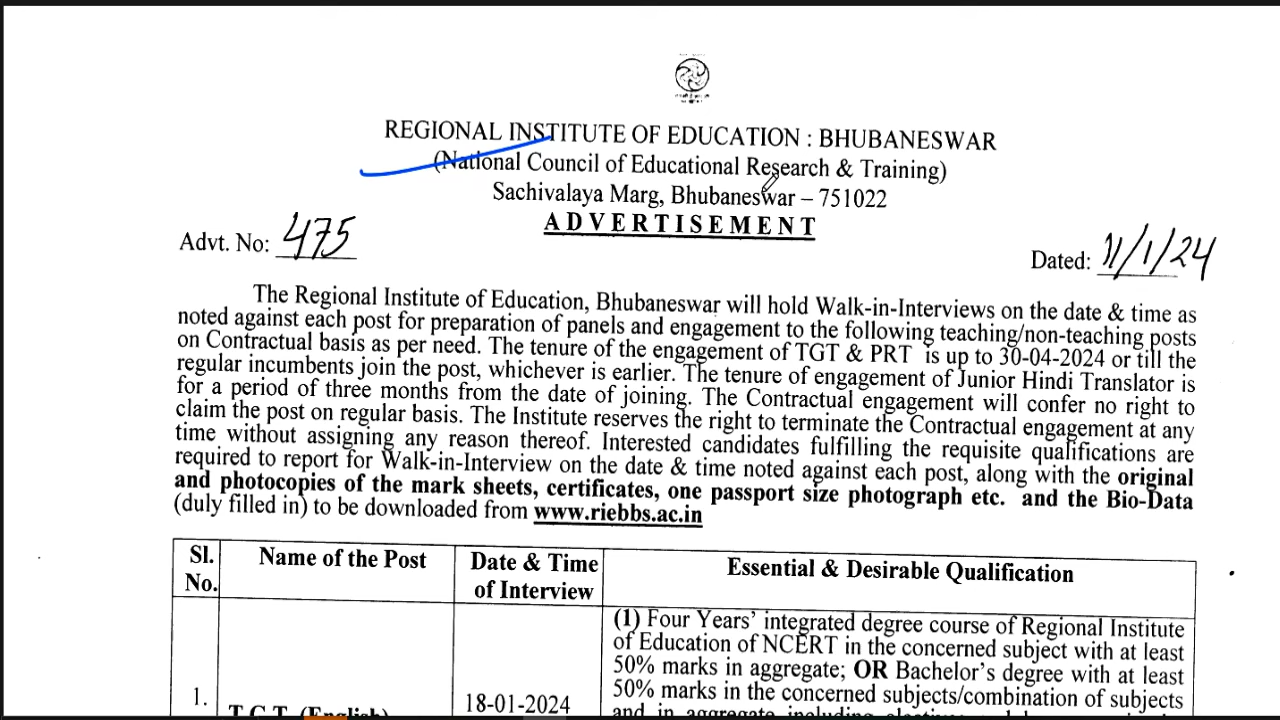 REGIONAL INSTITUTE OF EDUCATION : BHUBANESWAR
(National Council of Educational Research & Training)
Sachivalaya Marg, Bhubaneswar – 751022
ADVERTISEMENT
Advt. No: 475
Dated: 11/1/24
The Regional Institute of Education, Bhubaneswar will hold Walk-in-Interviews on the date & time as
noted against each post for preparation of panels and engagement to the following teaching/non-teaching posts
on Contractual basis as per need. The tenure of the engagement of TGT & PRT is up to 30-04-2024 or till the
regular incumbents join the post, whichever is earlier. The tenure of engagement of Junior Hindi Translator is
for a period of three months from the date of joining. The Contractual engagement will confer no right to
claim the post on regular basis. The Institute reserves the right to terminate the Contractual engagement at any
time without assigning any reason thereof. Interested candidates fulfilling the requisite qualifications are
required to report for Walk-in-Interview on the date & time noted against each post, along with the original
and photocopies of the mark sheets, certificates, one passport size photograph etc. and the Bio-Data
(duly filled in) to be downloaded from www.riebbs.ac.in
Sl. No.
Name of the Post
Date & Time
of Interview
Essential & Desirable Qualification
1.
T.G.T. (English)
18-01-2024
(1) Four Years' integrated degree course of Regional Institute
of Education of NCERT in the concerned subject with at least
50% marks in aggregate; OR Bachelor's degree with at least
50% marks in the concerned subjects/combination of subjects
and in aggregate including